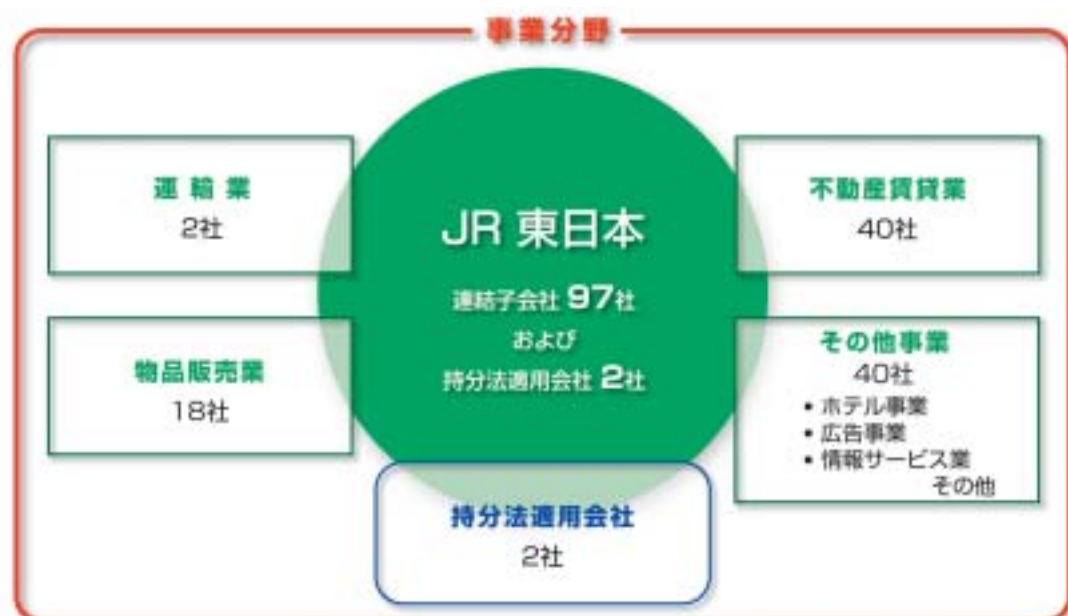 事業分野
運輸業
2社
物品販売業
18社
JR 東日本
連結子会社 97社
および
持分法適用会社 2社
不動産賃貸業
40社
その他事業
40社
• ホテル事業
• 広告事業
• 情報サービス業
その他
持分法適用会社
2社